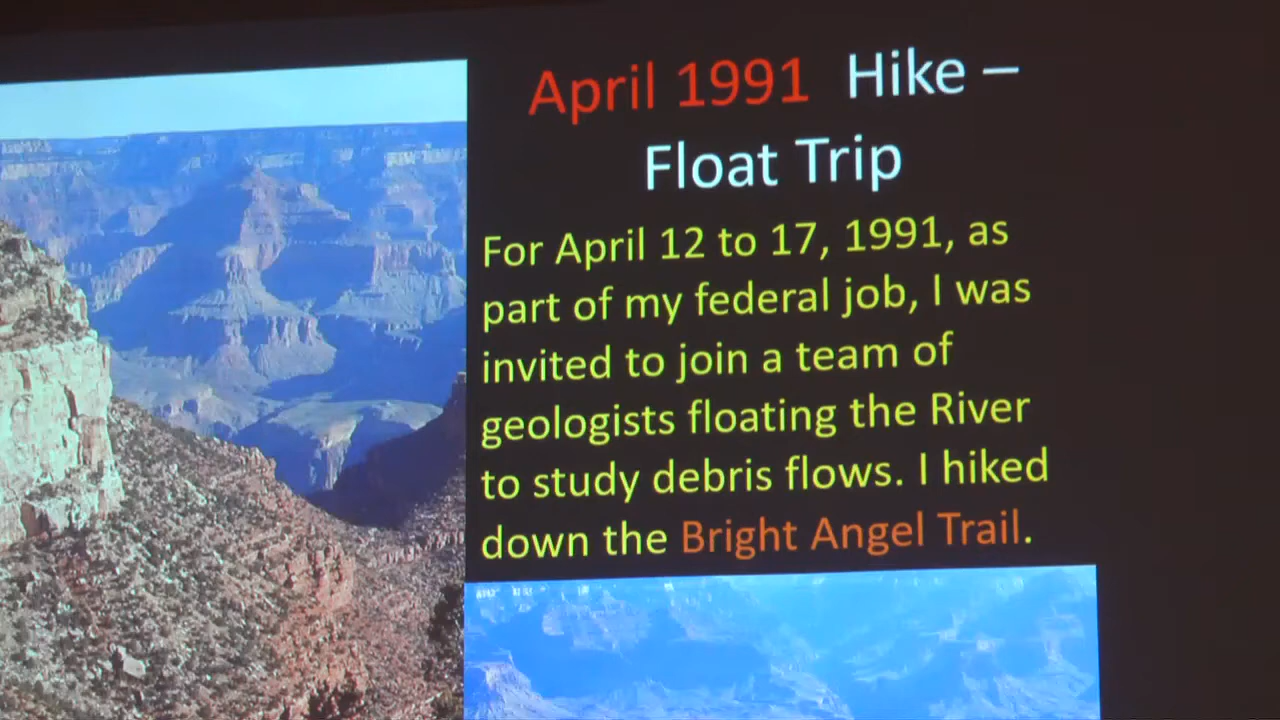 April 1991 Hike –
Float Trip
For April 12 to 17, 1991, as
part of my federal job, I was
invited to join a team of
geologists floating the River
to study debris flows. I hiked
down the Bright Angel Trail.